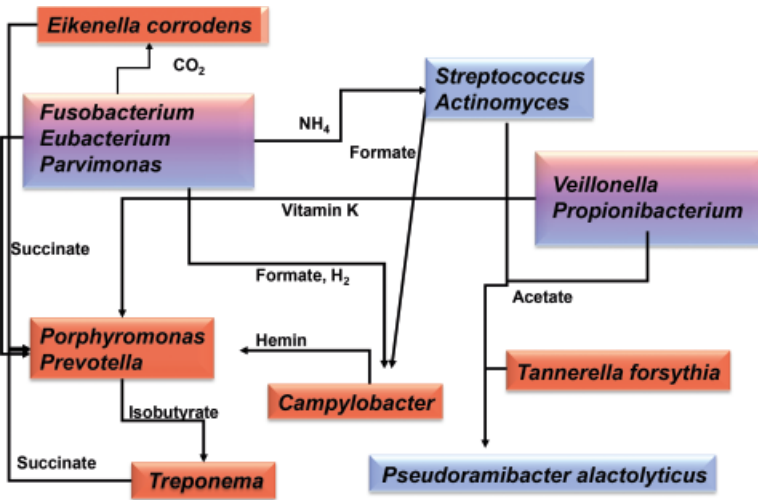 Eikenella corrodens
CO2
Streptococcus
Actinomyces
Fusobacterium
Eubacterium
Parvimonas
NH4
Formate
Veillonella
Propionibacterium
Vitamin K
Succinate
Formate, H2
Acetate
Porphyromonas
Prevotella
Hemin
Tannerella forsythia
Campylobacter
Isobutyrate
Succinate
Treponema
Pseudoramibacter alactolyticus